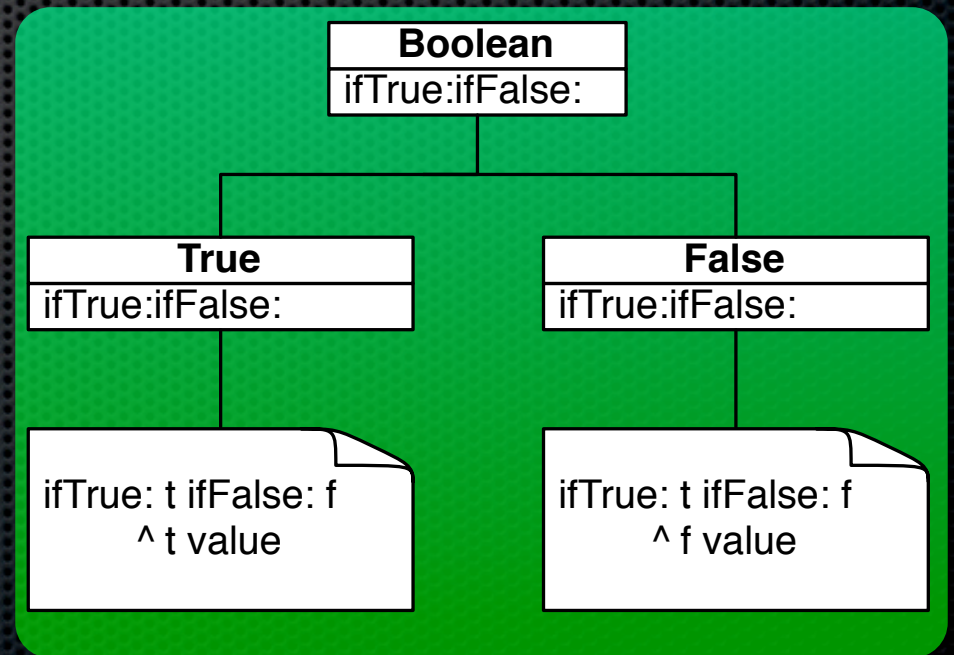 Boolean
ifTrue:ifFalse:
True
ifTrue:ifFalse:
False
ifTrue:ifFalse:
ifTrue: t ifFalse: f
^ t value
ifTrue: t ifFalse: f
^ f value